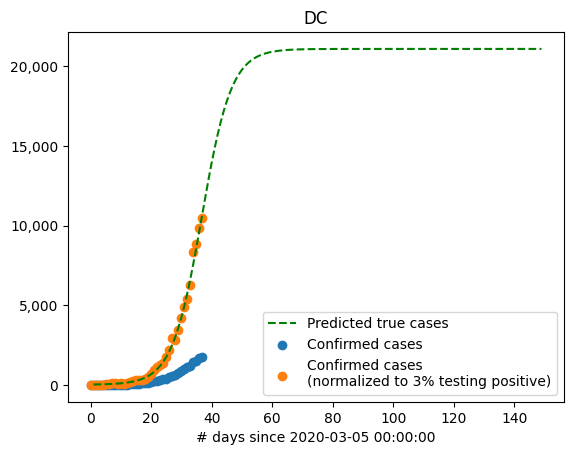 DC
20,000
15,000
10,000
5,000
0
Predicted true cases
Confirmed cases
Confirmed cases
(normalized to 3% testing positive)
0 20 40 60 80 100 120 140
# days since 2020-03-05 00:00:00